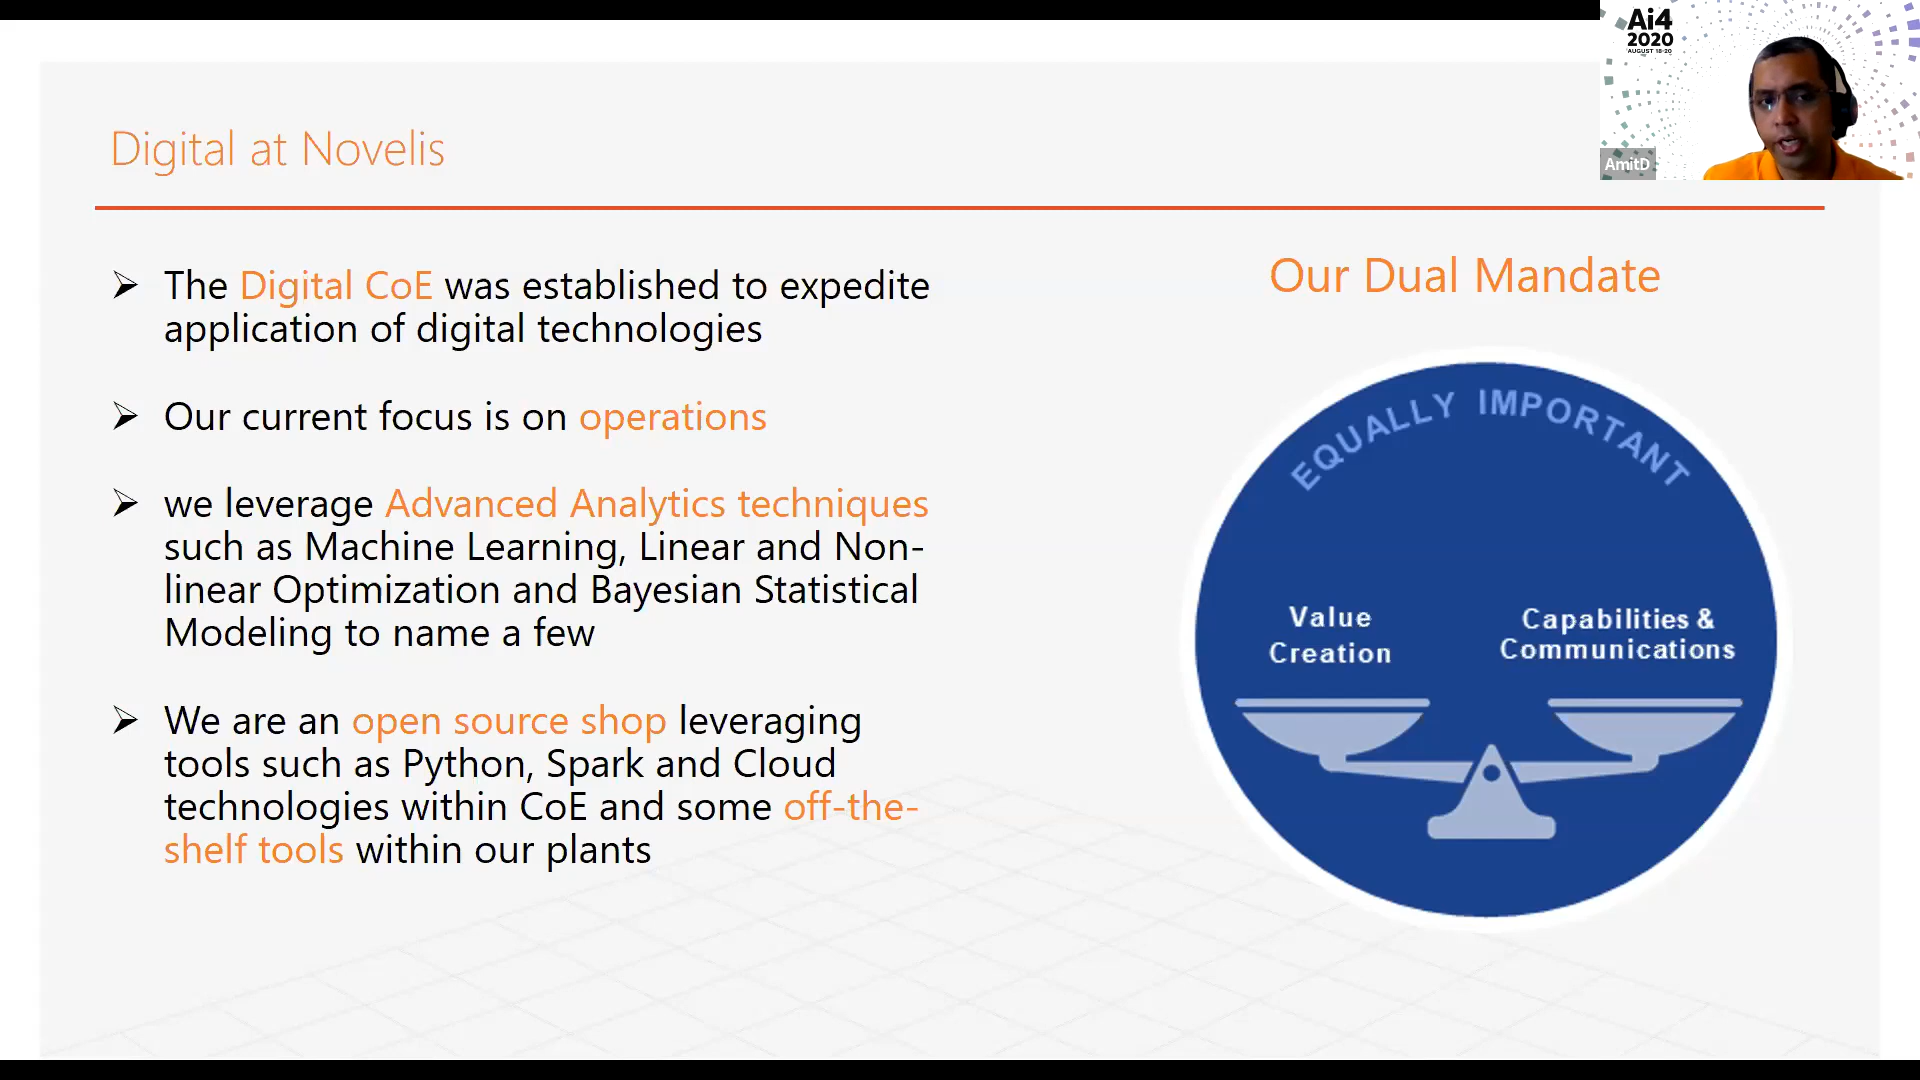 Ai4
2020
AUGUST 18-20
AmitD
Digital at Novelis
The Digital CoE was established to expedite
application of digital technologies
Our current focus is on operations
we leverage Advanced Analytics techniques
such as Machine Learning, Linear and Non-
linear Optimization and Bayesian Statistical
Modeling to name a few
We are an open source shop leveraging
tools such as Python, Spark and Cloud
technologies within CoE and some off-the-
shelf tools within our plants
Our Dual Mandate
EQUALLY IMPORTANT
Value
Creation
Capabilities &
Communications